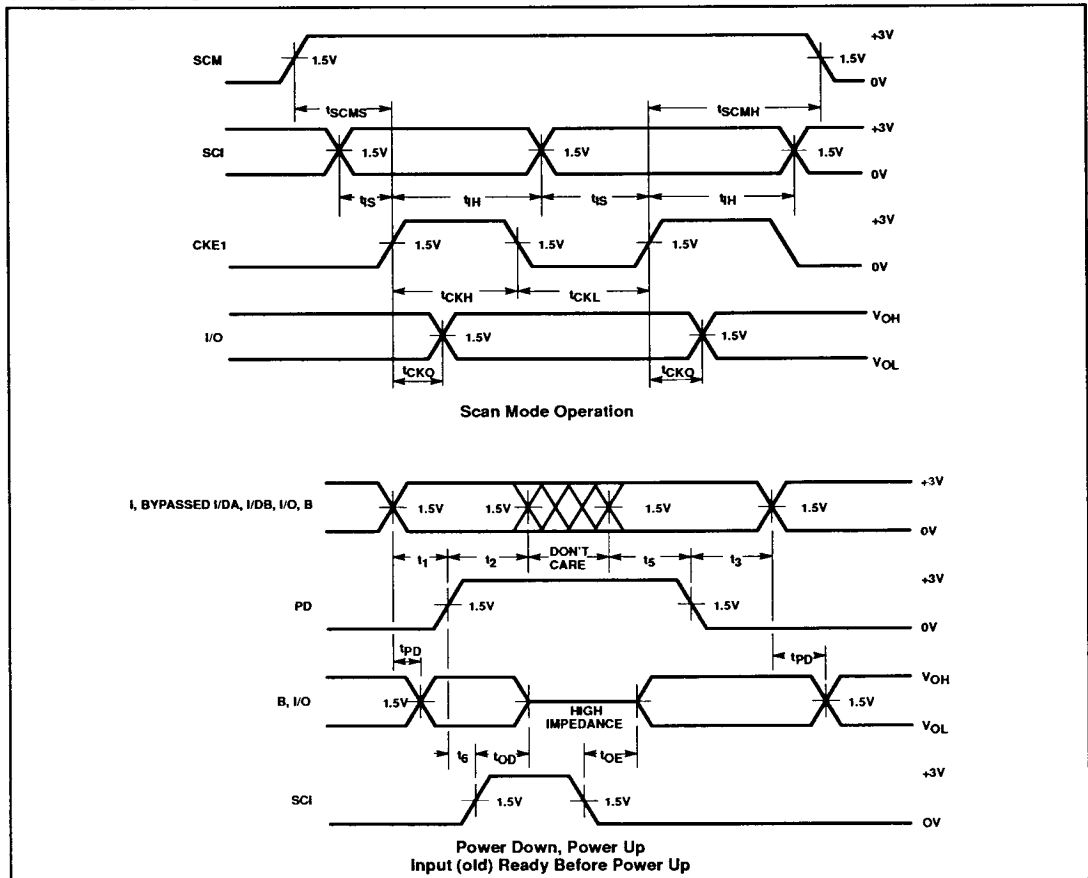 +3V
SCM
1.5V
1.5V
0V
tSCMS
tSCMH
+3V
SCI
1.5V
1.5V
1.5V
0V
tIS
tIH
tIS
tIH
+3V
CKE1
1.5V
1.5V
1.5V
0V
tCKH
tCKL
VOH
I/O
1.5V
1.5V
VOL
tCKO
tCKO
Scan Mode Operation
+3V
I, BYPASSED I/DA, I/DB, I/O, B
1.5V
1.5V
1.5V
1.5V
0V
t1
t2
DON'T
CARE
t5
t3
+3V
PD
1.5V
1.5V
0V
tPD
tPD
VOH
B, I/O
1.5V
HIGH
IMPEDANCE
1.5V
VOL
t6
tOD
tOE
+3V
SCI
1.5V
1.5V
0V
Power Down, Power Up
Input (old) Ready Before Power Up